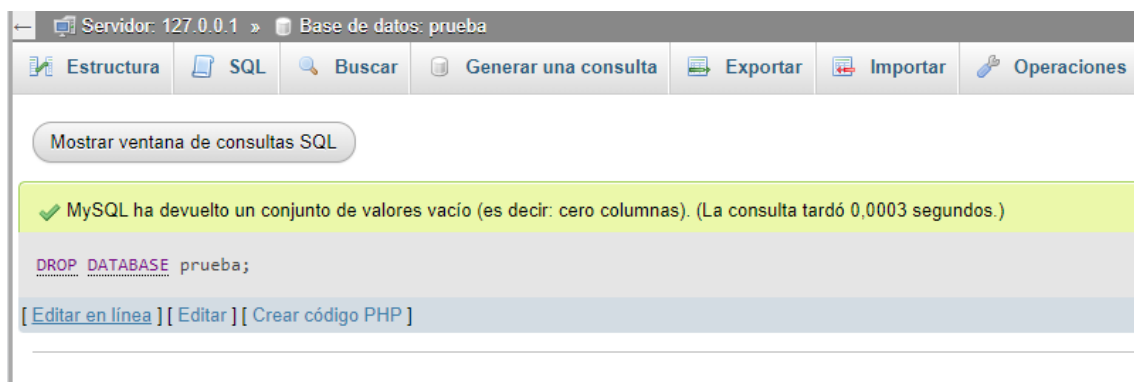 ← Servidor: 127.0.0.1 » Base de datos: prueba
Estructura SQL Buscar Generar una consulta Exportar Importar Operaciones
Mostrar ventana de consultas SQL
MySQL ha devuelto un conjunto de valores vacío (es decir: cero columnas). (La consulta tardó 0,0003 segundos.)
DROP DATABASE prueba;
[ Editar en línea ] [ Editar ] [ Crear código PHP ]